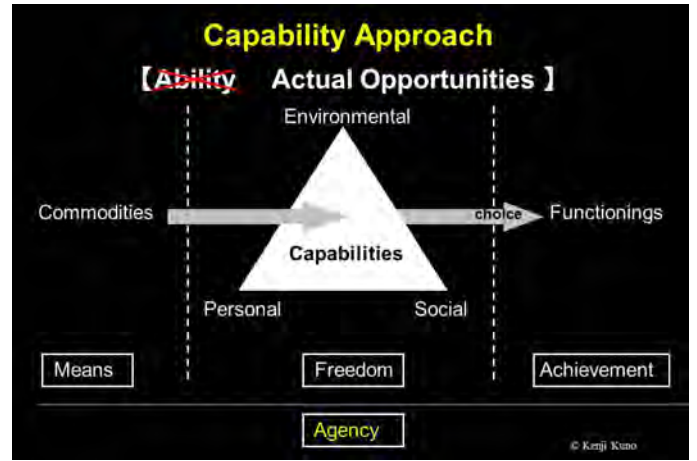 Capability Approach
【Ability Actual Opportunities 】
Environmental
Commodities
choice
Functionings
Capabilities
Personal
Social
Means
Freedom
Achievement
Agency
© Kenji Kuno